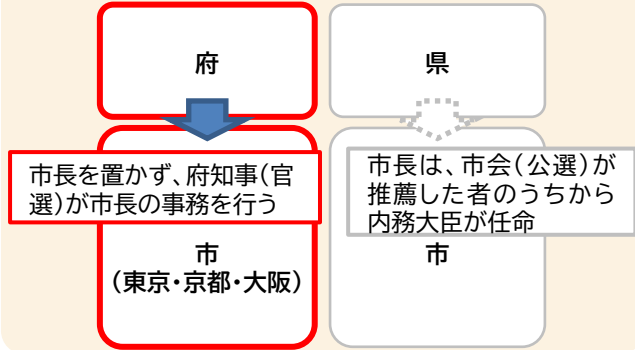 府
県
市長を置かず、府知事(官
選)が市長の事務を行う
市長は、市会(公選)が
推薦した者のうちから
内務大臣が任命
市
(東京・京都・大阪)
市